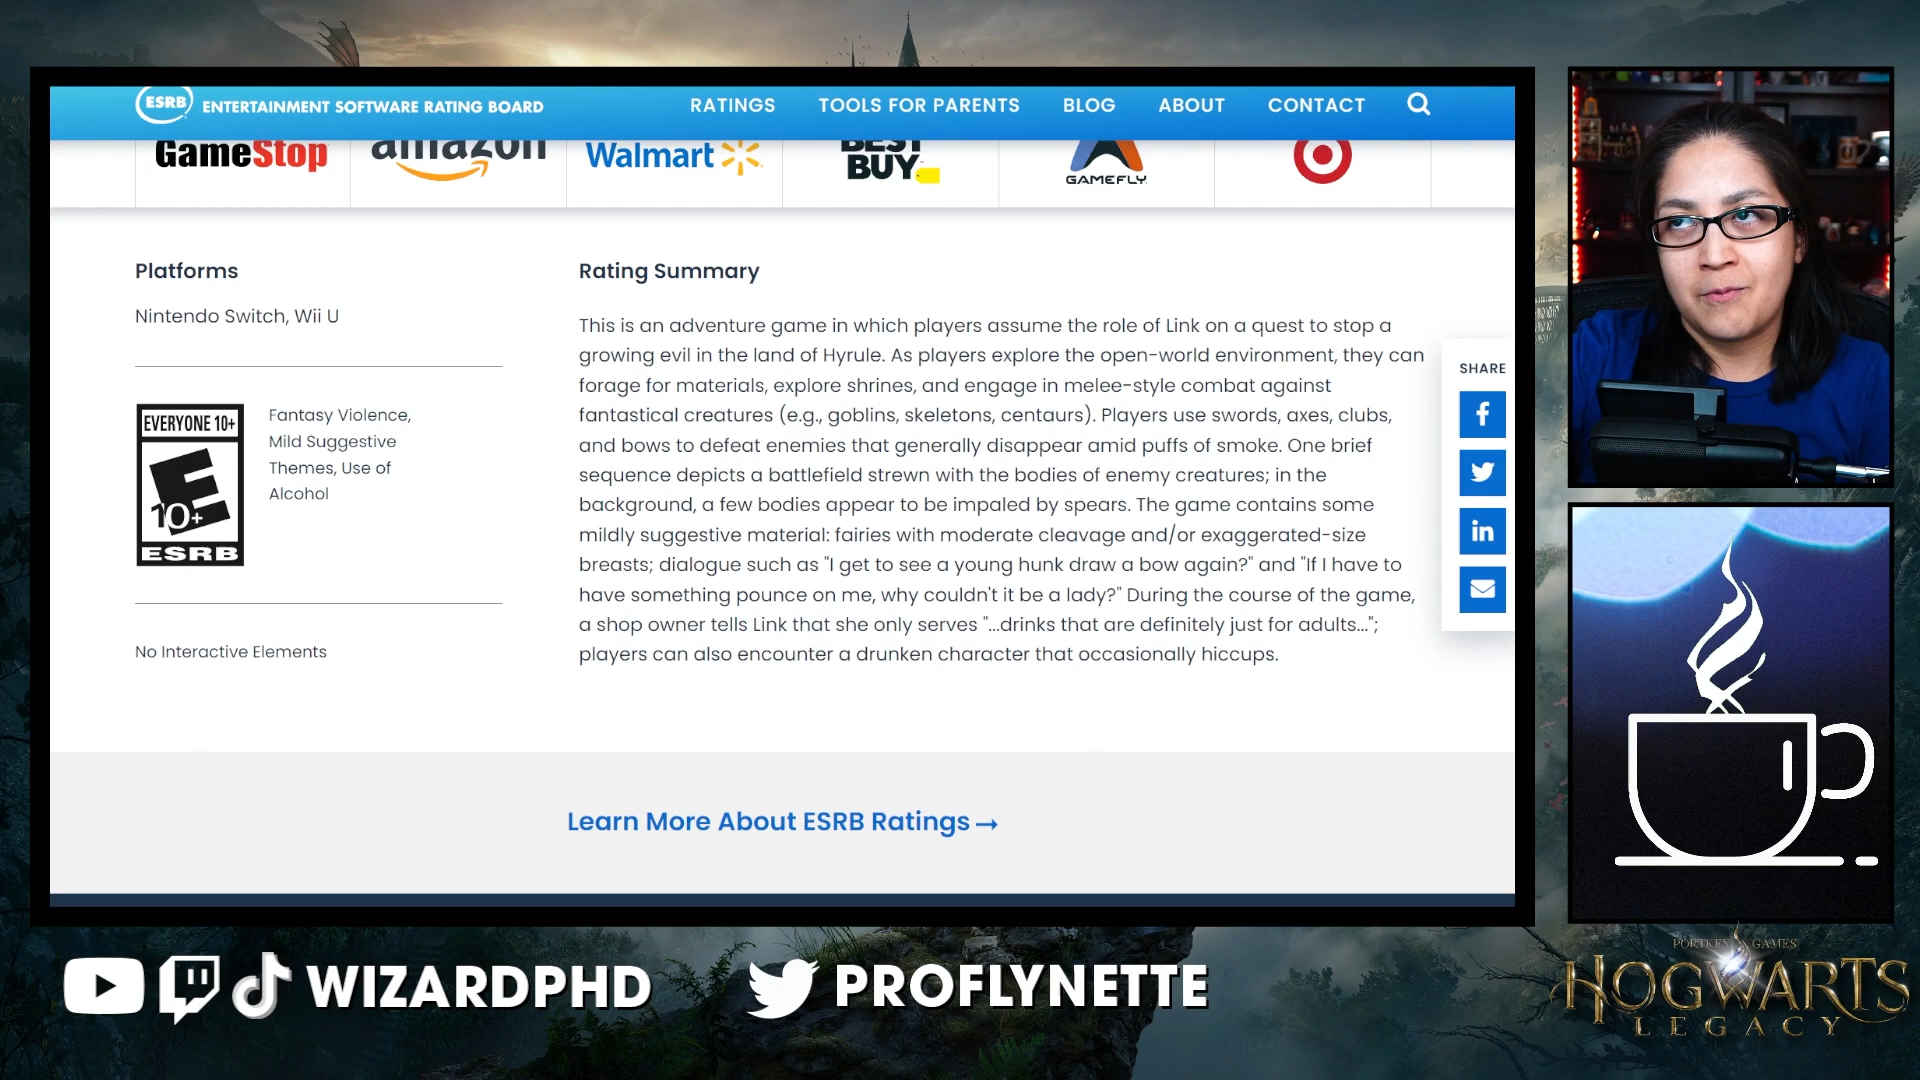 ESRB ENTERTAINMENT SOFTWARE RATING BOARD
RATINGS TOOLS FOR PARENTS BLOG ABOUT CONTACT
GameStop amazon Walmart BEST BUY GAMEFLY
Platforms
Nintendo Switch, Wii U
EVERYONE 10+
E
10+
ESRB
Fantasy Violence,
Mild Suggestive
Themes, Use of
Alcohol
No Interactive Elements
Rating Summary
This is an adventure game in which players assume the role of Link on a quest to stop a
growing evil in the land of Hyrule. As players explore the open-world environment, they can
forage for materials, explore shrines, and engage in melee-style combat against
fantastical creatures (e.g., goblins, skeletons, centaurs). Players use swords, axes, clubs,
and bows to defeat enemies that generally disappear amid puffs of smoke. One brief
sequence depicts a battlefield strewn with the bodies of enemy creatures; in the
background, a few bodies appear to be impaled by spears. The game contains some
mildly suggestive material: fairies with moderate cleavage and/or exaggerated-size
breasts; dialogue such as "I get to see a young hunk draw a bow again?" and "If I have to
have something pounce on me, why couldn't it be a lady?" During the course of the game,
a shop owner tells Link that she only serves "...drinks that are definitely just for adults...";
players can also encounter a drunken character that occasionally hiccups.
SHARE
Learn More About ESRB Ratings →
WIZARDPHD
PROFLYNETTE
PORTKEY GAMES
HOGWARTS
LEGACY